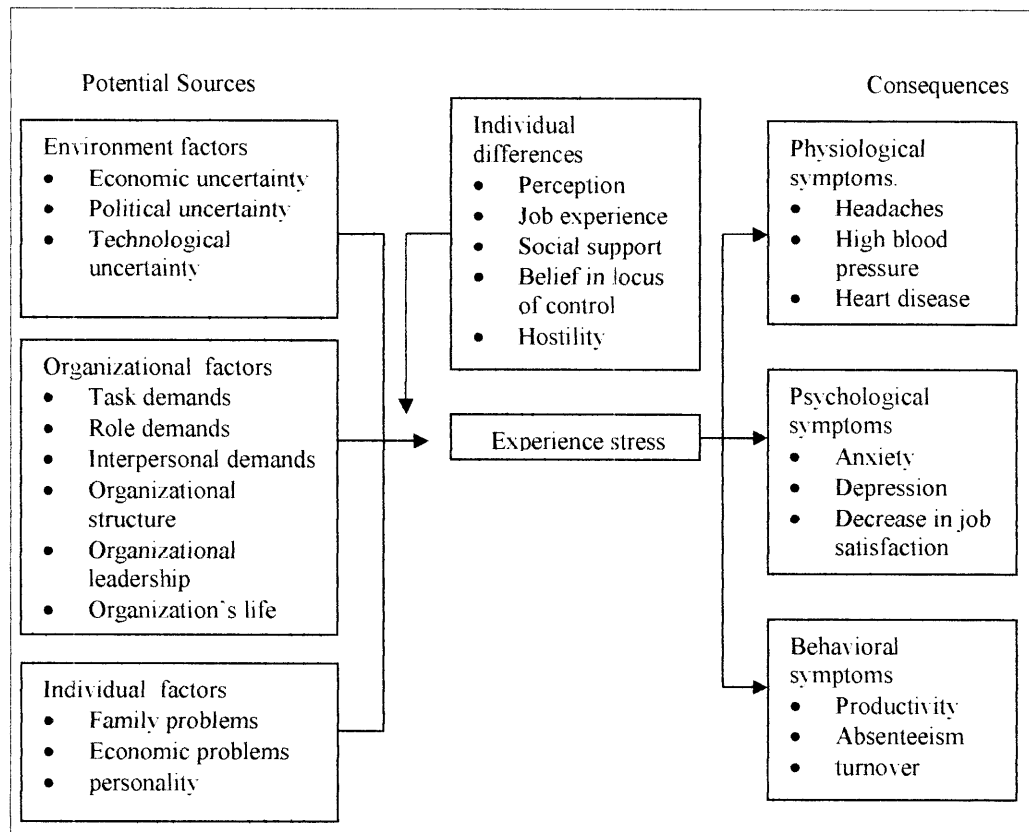 Potential Sources
Consequences
Environment factors
• Economic uncertainty
• Political uncertainty
• Technological
uncertainty
Organizational factors
• Task demands
• Role demands
• Interpersonal demands
• Organizational
structure
• Organizational
leadership
• Organization`s life
Individual factors
• Family problems
• Economic problems
• personality
Individual
differences
• Perception
• Job experience
• Social support
• Belief in locus
of control
• Hostility
Experience stress
Physiological
symptoms.
• Headaches
• High blood
pressure
• Heart disease
Psychological
symptoms
• Anxiety
• Depression
• Decrease in job
satisfaction
Behavioral
symptoms
• Productivity
• Absenteeism
• turnover